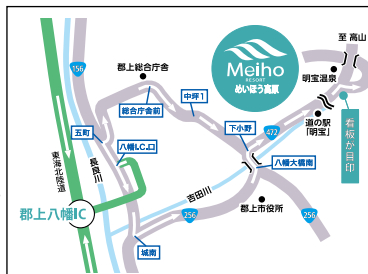 至 高山
Meiho
RESORT
めいほう高原
明宝温泉
156
郡上総合庁舎
総合庁舎前
中坪1
道の駅
「明宝」
看板が目印
五町
八幡I.C.口
下小野
472
東海北陸道
長良川
吉田川
八幡大橋南
郡上八幡IC
郡上市役所
256
256
城南